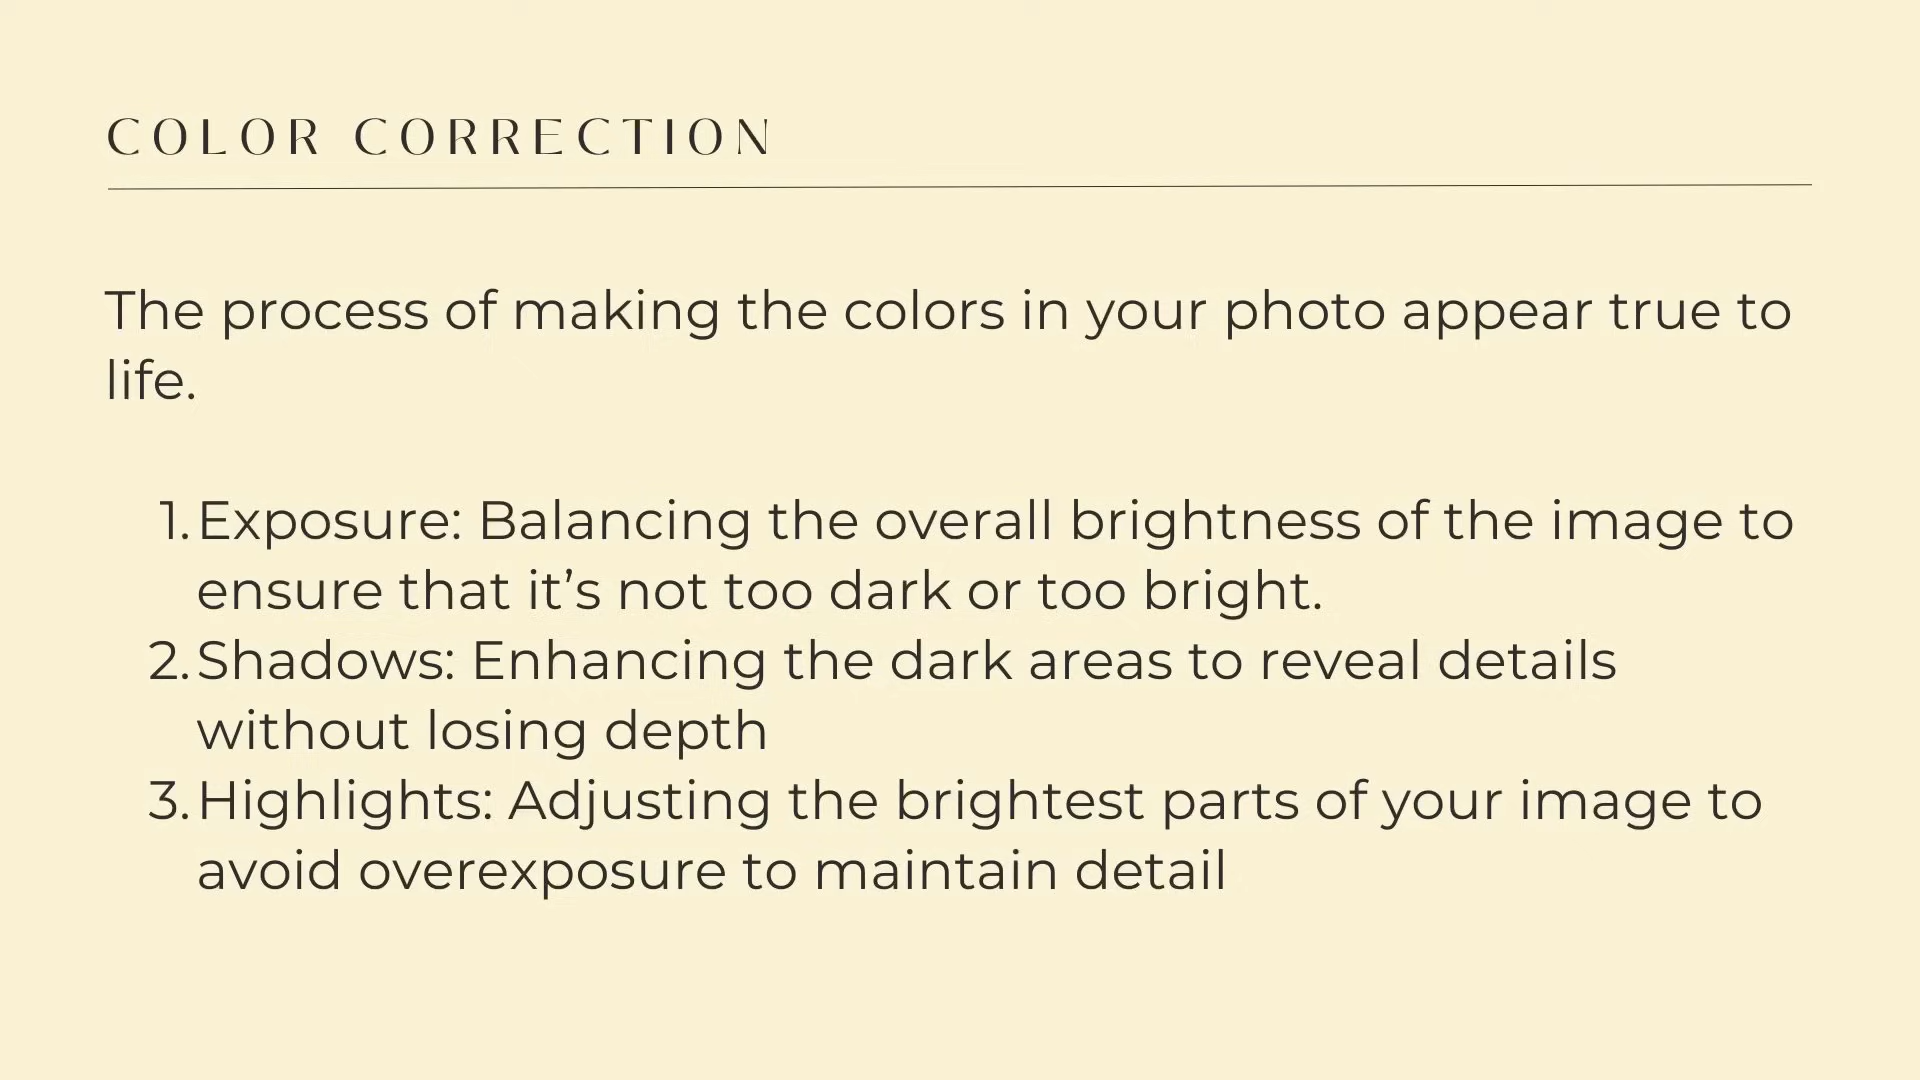 COLOR CORRECTION
The process of making the colors in your photo appear true to
life.
1. Exposure: Balancing the overall brightness of the image to
ensure that it’s not too dark or too bright.
2. Shadows: Enhancing the dark areas to reveal details
without losing depth
3. Highlights: Adjusting the brightest parts of your image to
avoid overexposure to maintain detail